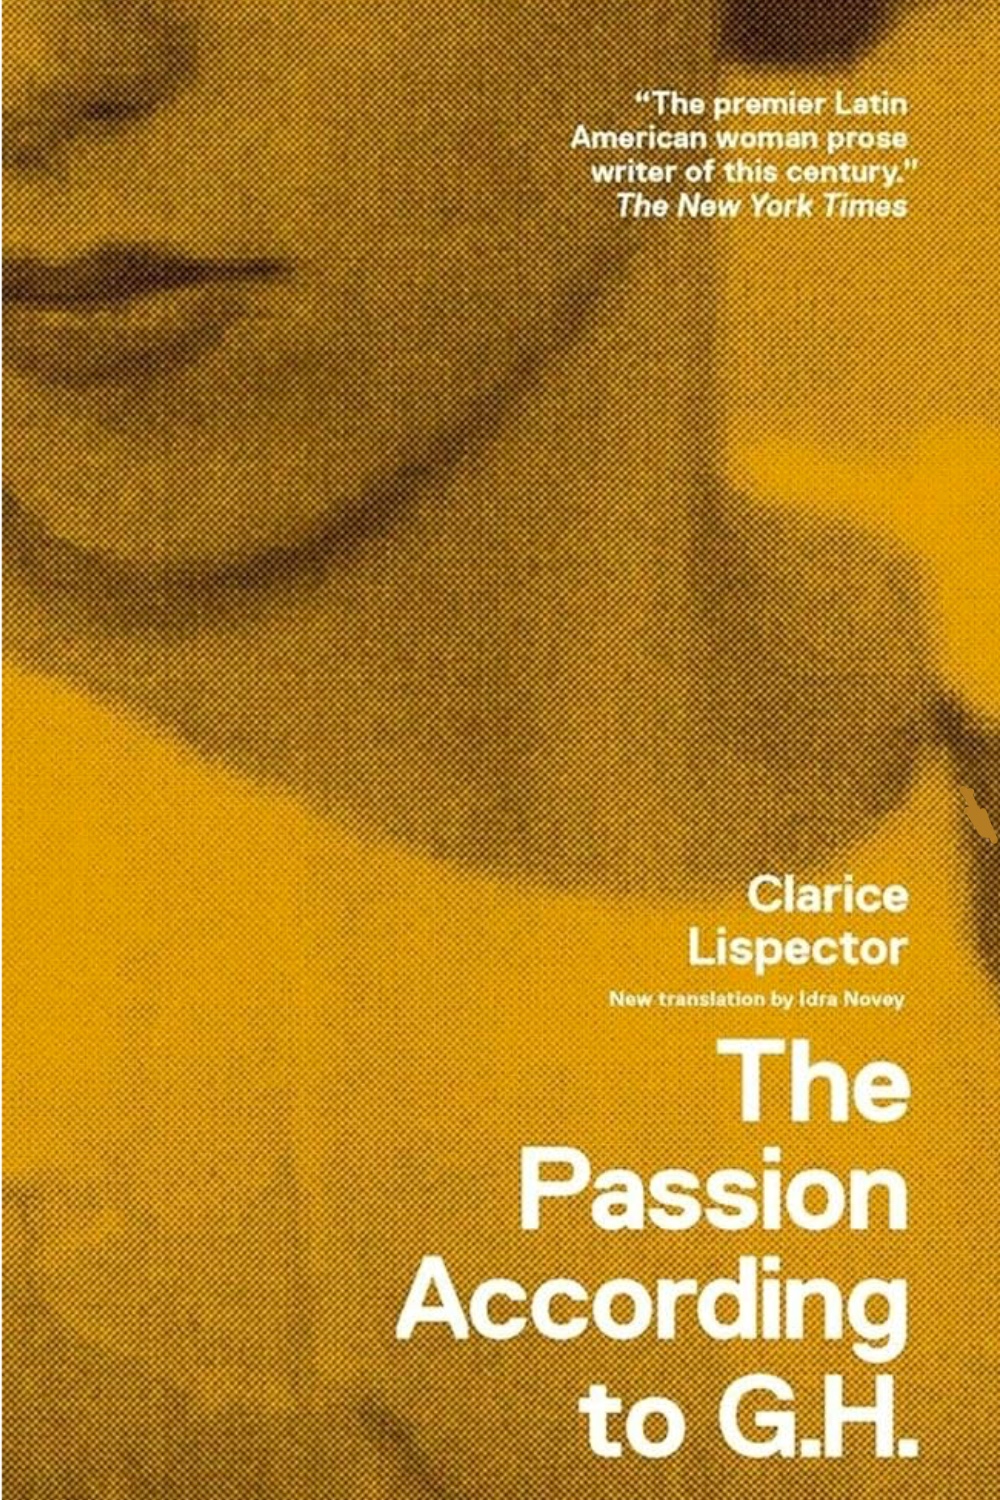 “The premier Latin
American woman prose
writer of this century.”
The New York Times
Clarice
Lispector
New translation by Idra Novey
The
Passion
According
to G.H.